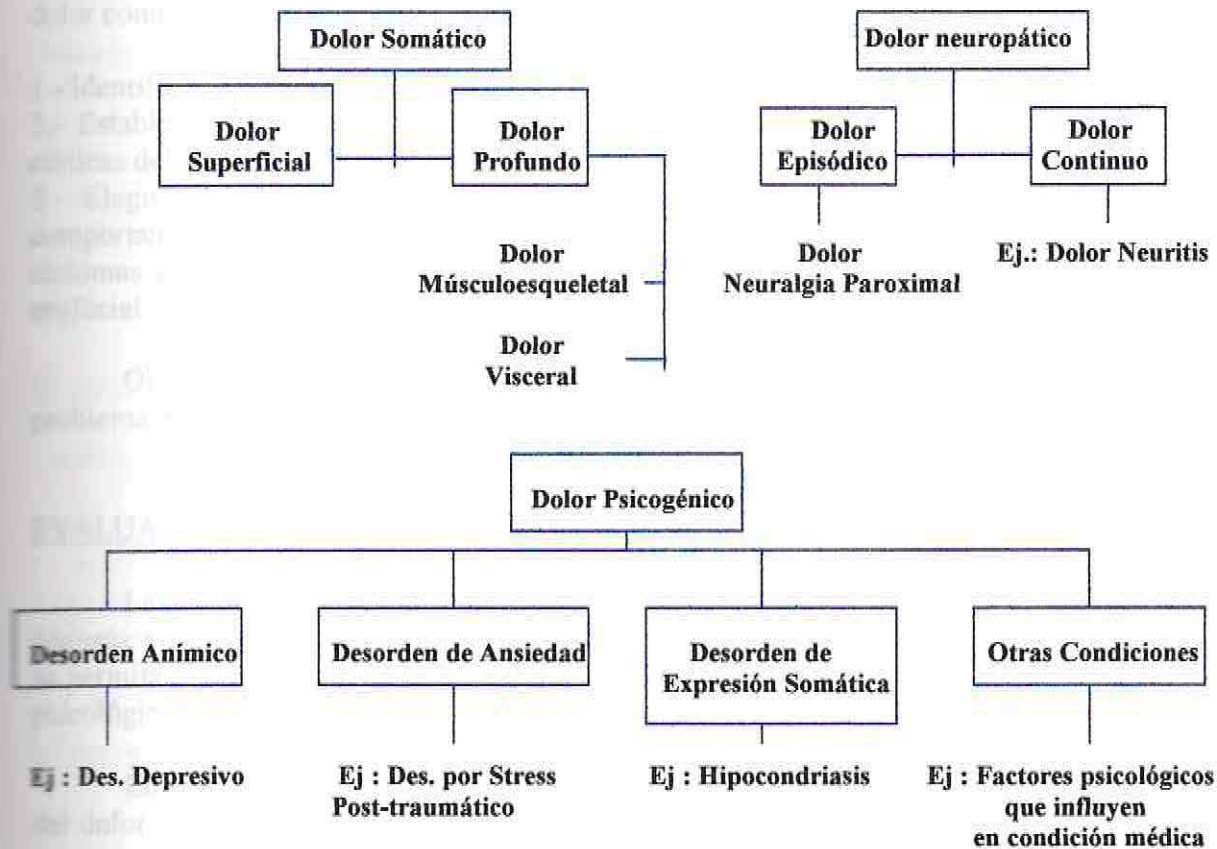 Dolor Somático
Dolor
Superficial
Dolor
Profundo
Dolor
Músculoesqueletal
Dolor
Visceral
Dolor neuropático
Dolor
Episódico
Dolor
Continuo
Dolor
Neuralgia Paroximal
Ej.: Dolor Neuritis
Dolor Psicogénico
Desorden Anímico
Desorden de Ansiedad
Desorden de
Expresión Somática
Otras Condiciones
Ej : Des. Depresivo
Ej : Des. por Stress
Post-traumático
Ej : Hipocondriasis
Ej : Factores psicológicos
que influyen
en condición médica